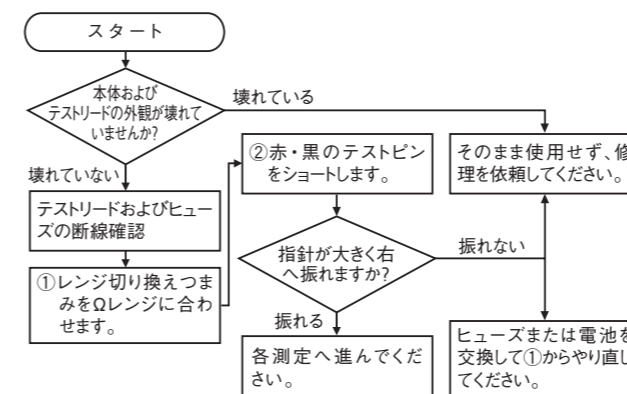 スタート
本体および
テストリードの外観が壊れて
いませんか?
壊れている
壊れていない
テストリードおよびヒュー
ズの断線確認
①レンジ切り換えつま
みをΩレンジに合わ
せます。
②赤・黒のテストピン
をショートします。
指針が大きく右
へ振れますか?
振れない
振れる
各測定へ進んでくだ
さい。
そのまま使用せず、修
理を依頼してください。
ヒューズまたは電池を
交換して①からやり直し
てください。